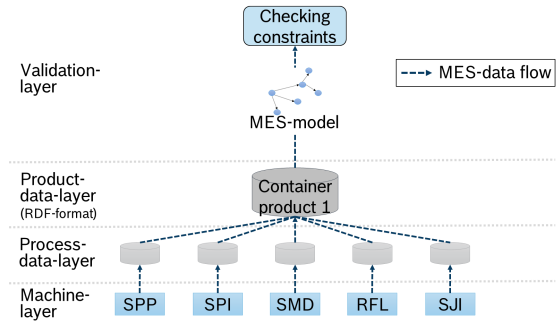 Checking
constraints
Validation-
layer
MES-data flow
MES-model
Product-
data-layer
(RDF-format)
Container
product 1
Process-
data-layer
Machine-
layer
SPP
SPI
SMD
RFL
SJI